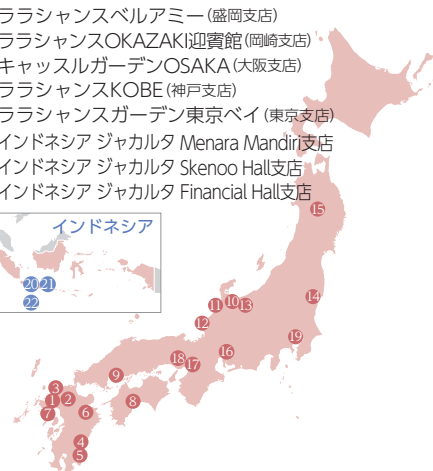 ララシャンスベルアミー(盛岡支店)
ララシャンスOKAZAKI迎賓館(岡崎支店)
キャッスルガーデンOSAKA(大阪支店)
ララシャンスKOBE(神戸支店)
ララシャンスガーデン東京ベイ(東京支店)
インドネシア ジャカルタ Menara Mandiri支店
インドネシア ジャカルタ Skenoo Hall支店
インドネシア ジャカルタ Financial Hall支店
15
インドネシア
20 21
22
11 10 13
14
12
19
18 17 16
9
3
1 2
8
7 6
4
5